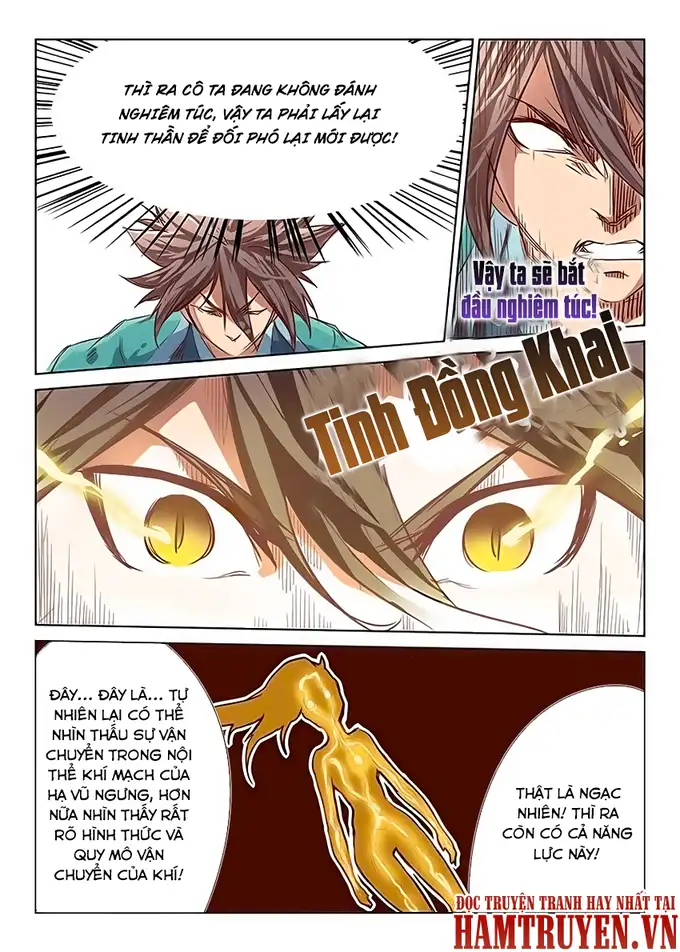 THÌ RA CÔ TA ĐANG KHÔNG ĐÁNH
NGHIÊM TÚC, VẬY TA PHẢI LẤY LẠI
TINH THẦN ĐỂ ĐỐI PHÓ LẠI MỚI ĐƯỢC!
Vậy ta sẽ bắt
đầu nghiêm túc!
Tinh Đồng Khai
ĐÂY... ĐÂY LÀ... TỰ
NHIÊN LẠI CÓ THỂ
NHÌN THẤU SỰ VẬN
CHUYỂN TRONG NỘI
THỂ KHÍ MẠCH CỦA
HẠ VŨ NGƯNG, HƠN
NỮA NHÌN THẤY RẤT
RÕ HÌNH THỨC VÀ
QUY MÔ VẬN
CHUYỂN CỦA KHÍ!
THẬT LÀ NGẠC
NHIÊN! THÌ RA
CÒN CÓ CẢ NĂNG
LỰC NÀY!
ĐỌC TRUYỆN TRANH HAY NHẤT TẠI
HAMTRUYEN.VN